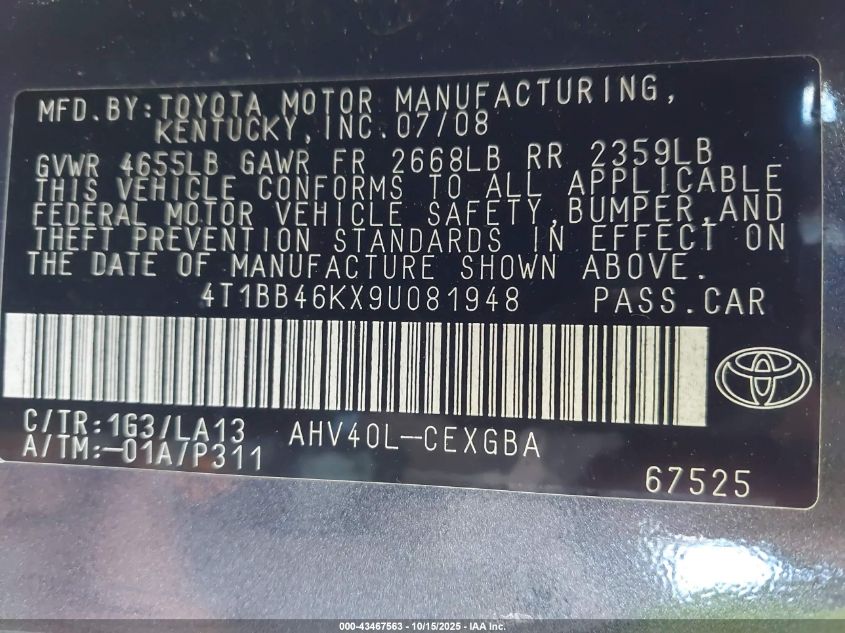 MFD.BY:TOYOTA MOTOR MANUFACTURING,
KENTUCKY,INC.07/08
GVWR 4655LB GAWR FR 2668LB RR 2359LB
THIS VEHICLE CONFORMS TO ALL APPLICABLE
FEDERAL MOTOR VEHICLE SAFETY,BUMPER,AND
THEFT PREVENTION STANDARDS IN EFFECT ON
THE DATE OF MANUFACTURE SHOWN ABOVE.
4T1BB46KX9U081948 PASS.CAR
C/TR:1G3/LA13 AHV40L-CEXGBA
A/TM:-01A/P311
67525
000-43467563 - 10/15/2025 - IAA Inc.